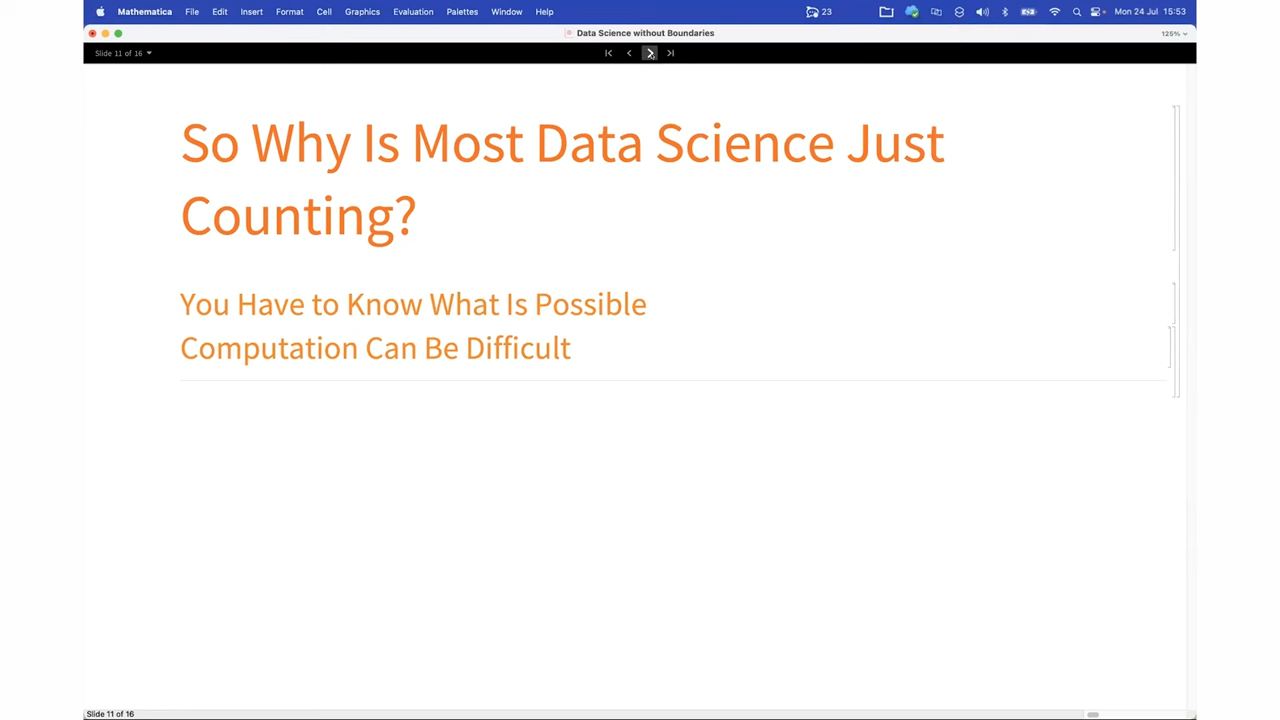 Mathematica File Edit Insert Format Cell Graphics Evaluation Palettes Window Help 23 Mon 24 Jul 15:53
Data Science without Boundaries 125%
Slide 11 of 16
So Why Is Most Data Science Just
Counting?
You Have to Know What Is Possible
Computation Can Be Difficult
Slide 11 of 16